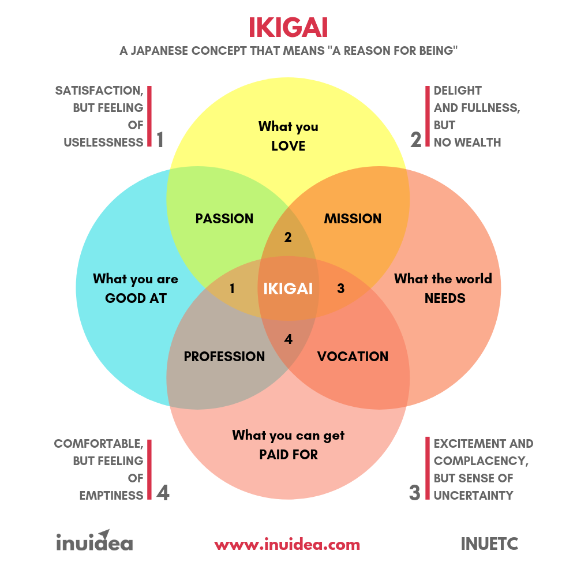 IKIGAI
A JAPANESE CONCEPT THAT MEANS "A REASON FOR BEING"
SATISFACTION,
BUT FEELING
OF
USELESSNESS
1
DELIGHT
AND FULLNESS,
BUT
NO WEALTH
2
What you
LOVE
PASSION
MISSION
2
What you are
GOOD AT
1
IKIGAI
3
What the world
NEEDS
4
PROFESSION
VOCATION
What you can get
PAID FOR
COMFORTABLE,
BUT FEELING
OF
EMPTINESS
4
EXCITEMENT AND
COMPLACENCY,
BUT SENSE OF
UNCERTAINTY
3
inuidea
www.inuidea.com
INUETC